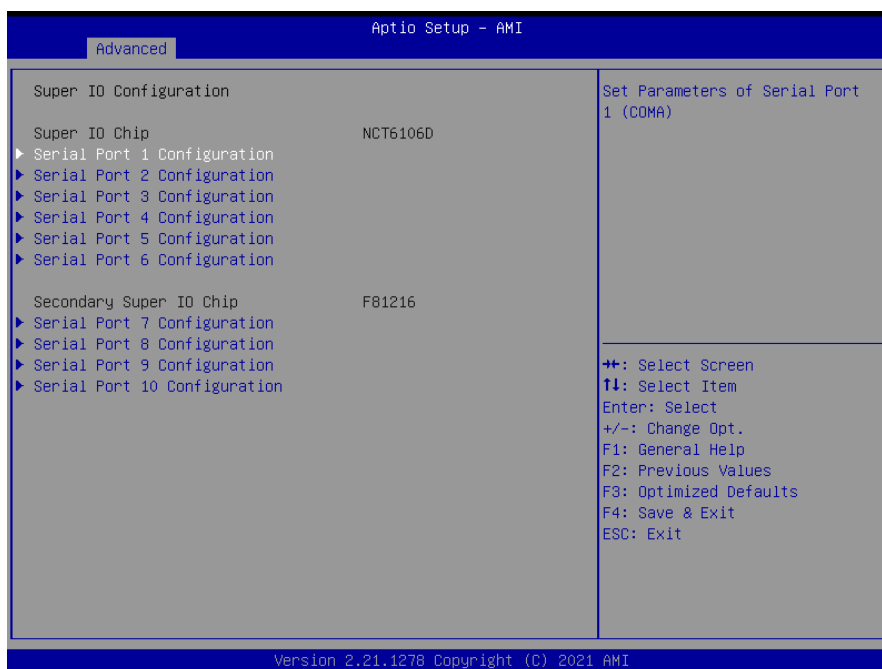 Aptio Setup – AMI
Advanced
Super IO Configuration
Super IO Chip NCT6106D
Serial Port 1 Configuration
Serial Port 2 Configuration
Serial Port 3 Configuration
Serial Port 4 Configuration
Serial Port 5 Configuration
Serial Port 6 Configuration
Secondary Super IO Chip F81216
Serial Port 7 Configuration
Serial Port 8 Configuration
Serial Port 9 Configuration
Serial Port 10 Configuration
Set Parameters of Serial Port
1 (COMA)
→←: Select Screen
↑↓: Select Item
Enter: Select
+/-: Change Opt.
F1: General Help
F2: Previous Values
F3: Optimized Defaults
F4: Save & Exit
ESC: Exit
Version 2.21.1278 Copyright (C) 2021 AMI